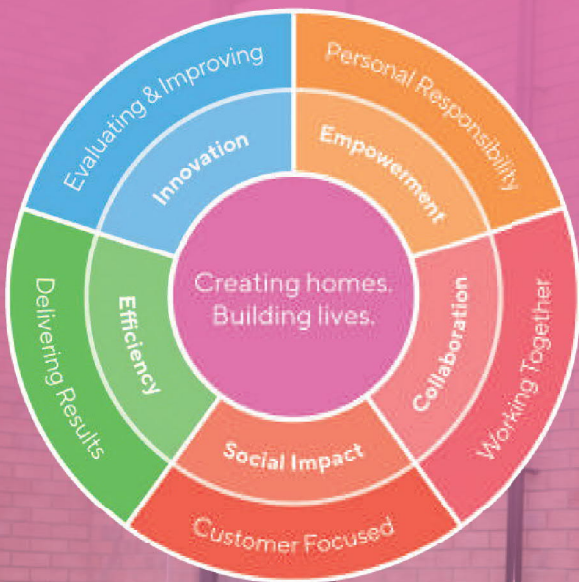 Creating homes.
Building lives.
Innovation
Evaluating & Improving
Empowerment
Personal Responsibility
Collaboration
Working Together
Social Impact
Customer Focused
Efficiency
Delivering Results